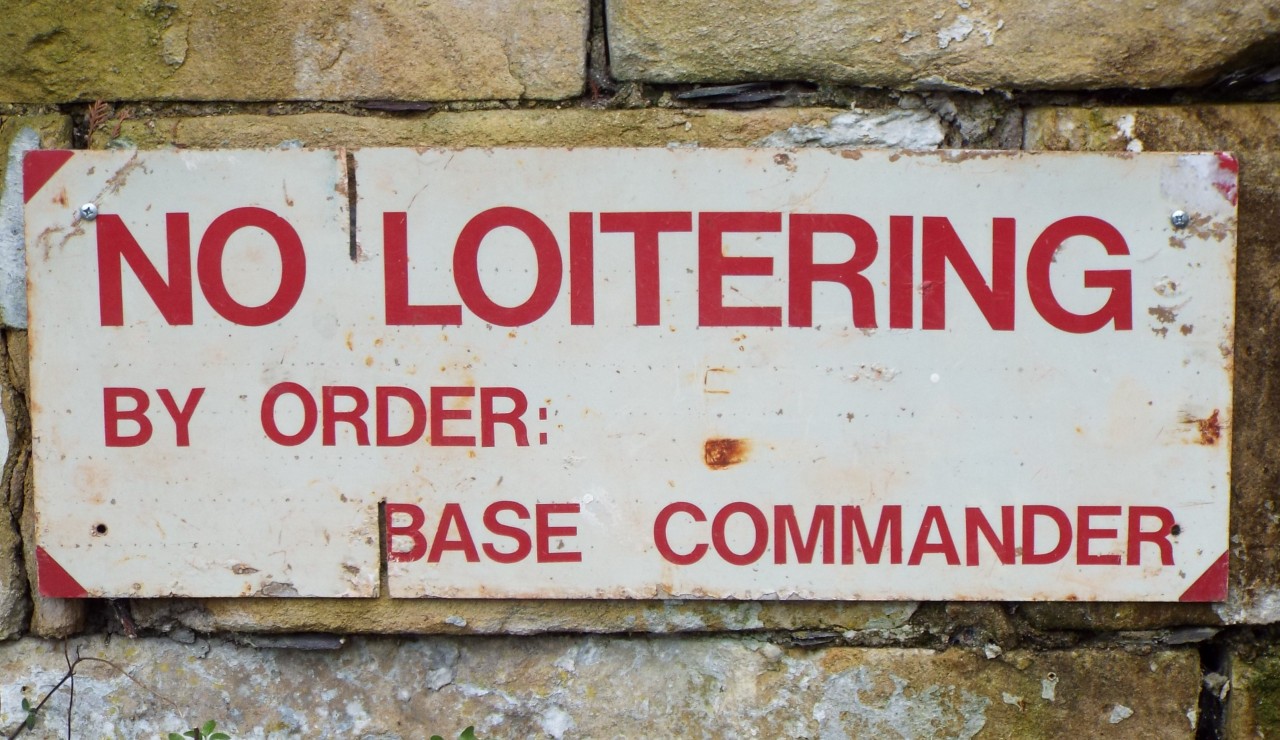 NO LOITERING
BY ORDER:
BASE COMMANDER